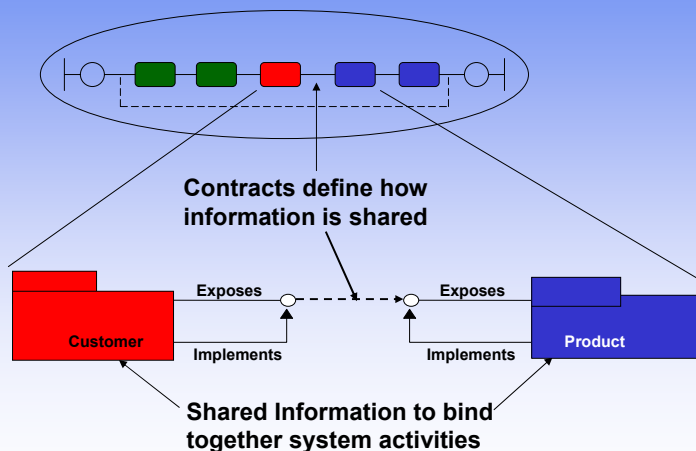 Contracts define how
information is shared
Exposes
Exposes
Customer
Product
Implements
Implements
Shared Information to bind
together system activities